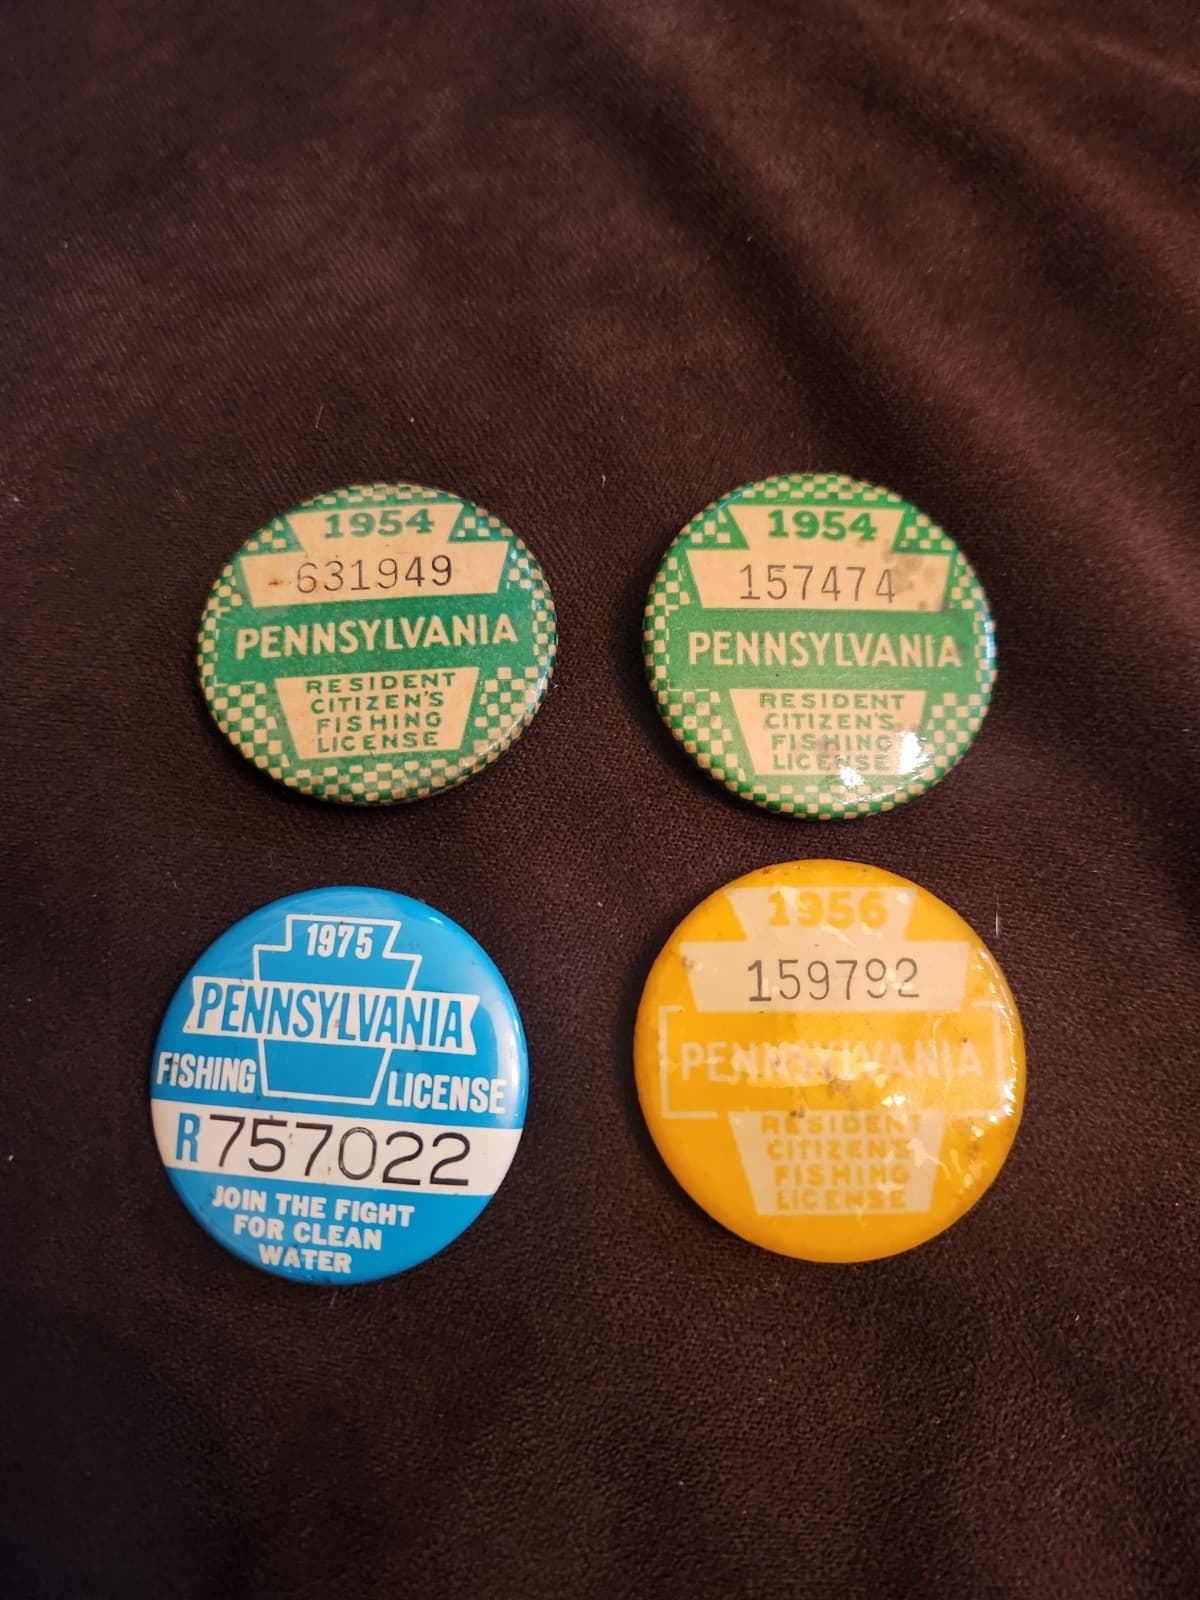 1954
631949
PENNSYLVANIA
RESIDENT
CITIZEN'S
FISHING
LICENSE
1954
157474
PENNSYLVANIA
RESIDENT
CITIZEN'S
FISHING
LICENSE
1975
PENNSYLVANIA
FISHING LICENSE
R757022
JOIN THE FIGHT
FOR CLEAN
WATER
1956
159792
PENNSYLVANIA
RESIDENT
CITIZEN'S
FISHING
LICENSE